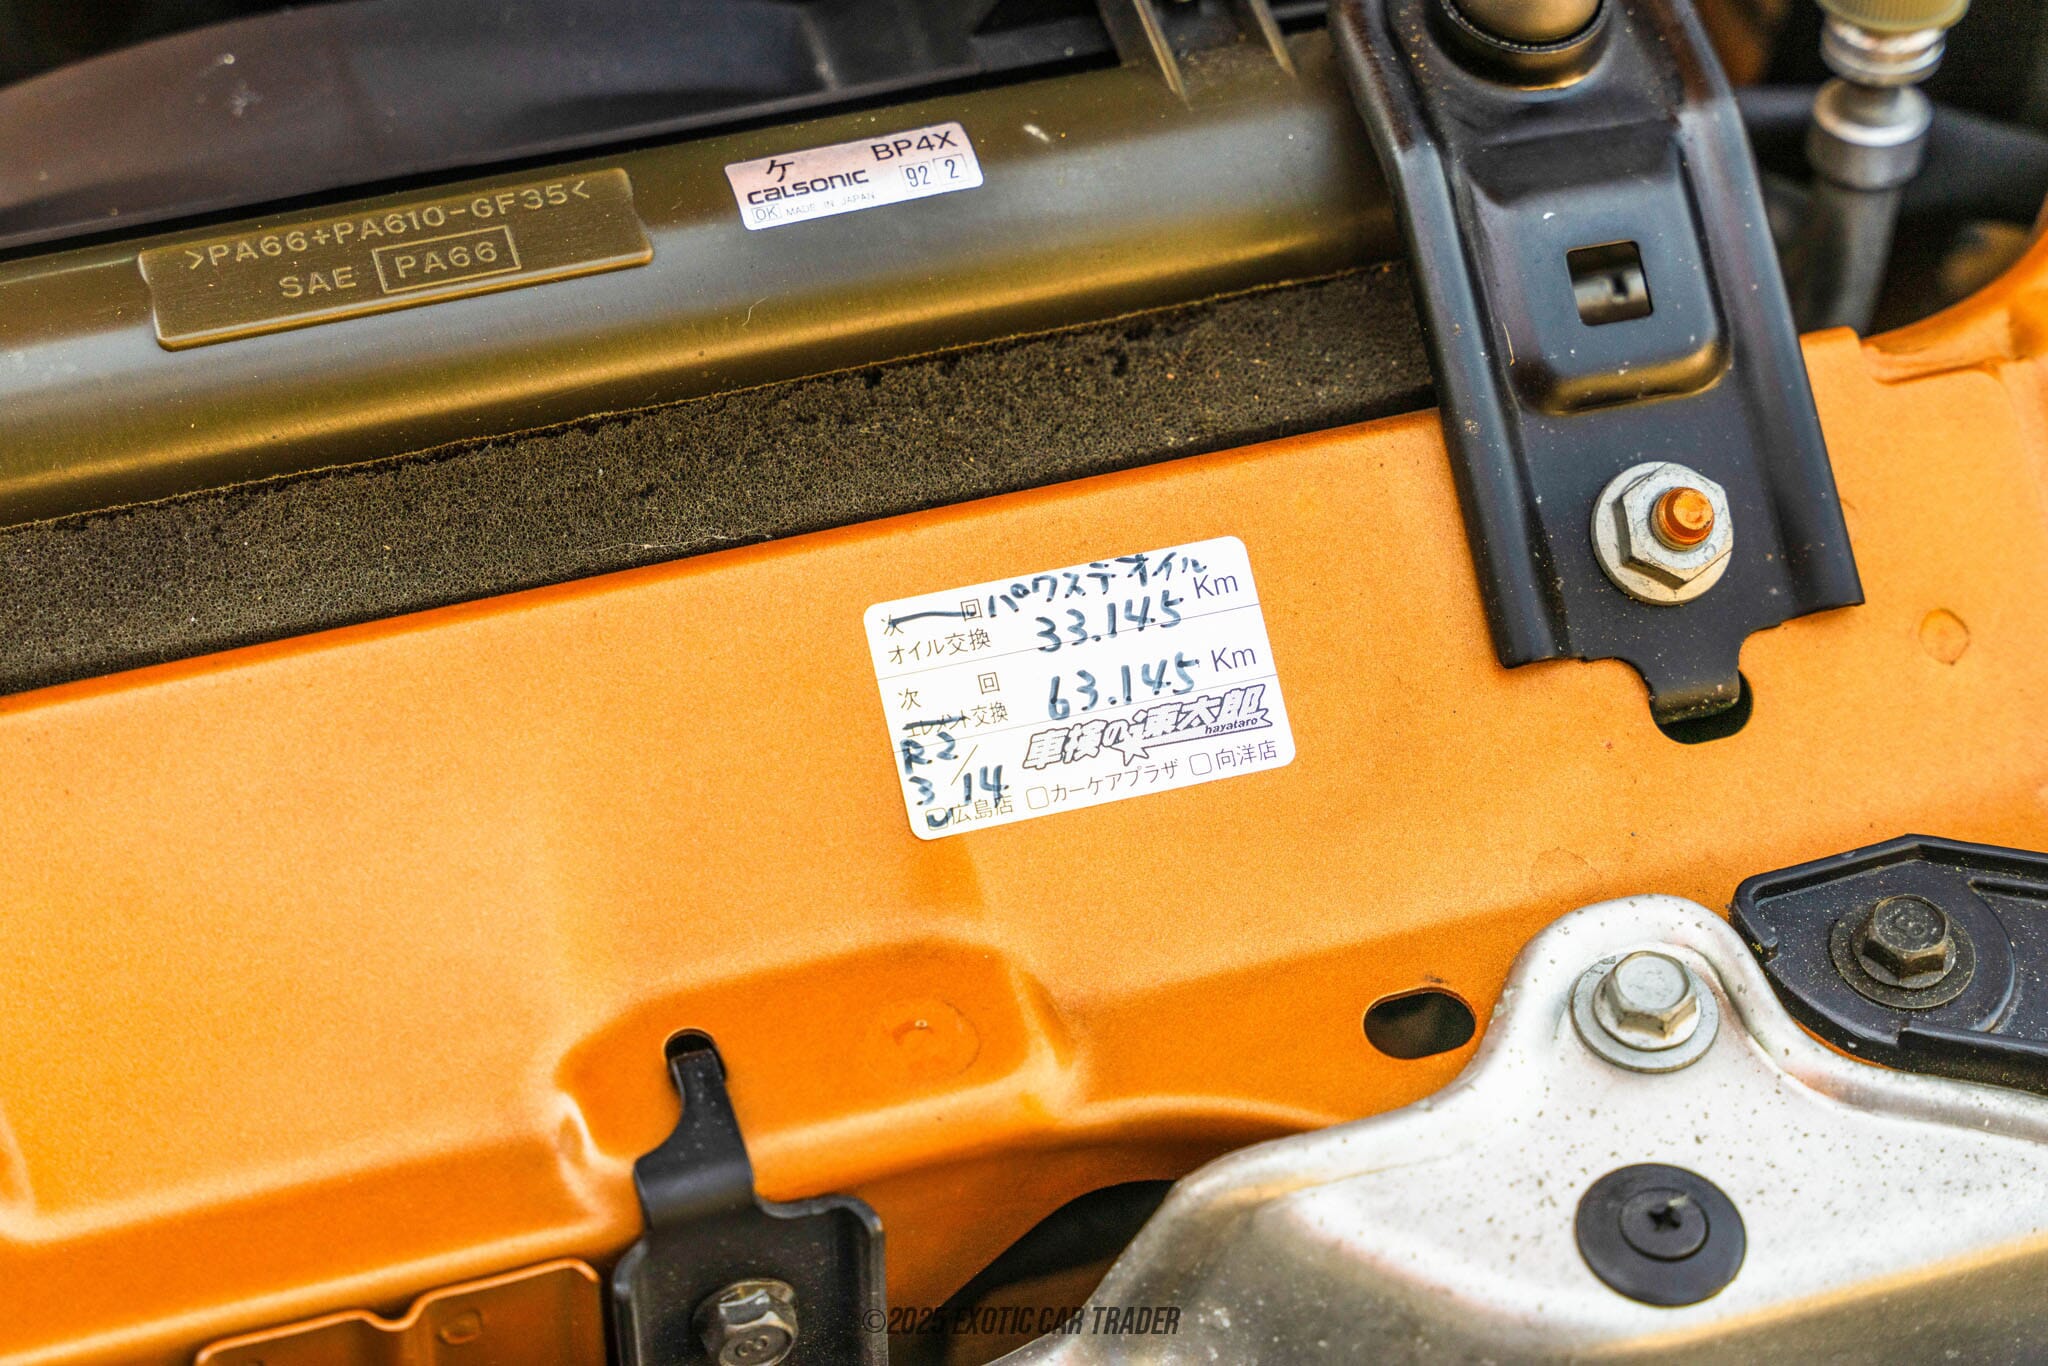 ケ BP4X
calsonic 92 2
OK MADE IN JAPAN
>PA66+PA610-GF35<
SAE PA66
パワステオイル
次 回
オイル交換 33.145 Km
次 回
エレメント交換 63.145 Km
R2 車検の速太郎
hayataro
3/14
広島店 カーケアプラザ 向洋店
8
8
©2025 EXOTIC CAR TRADER